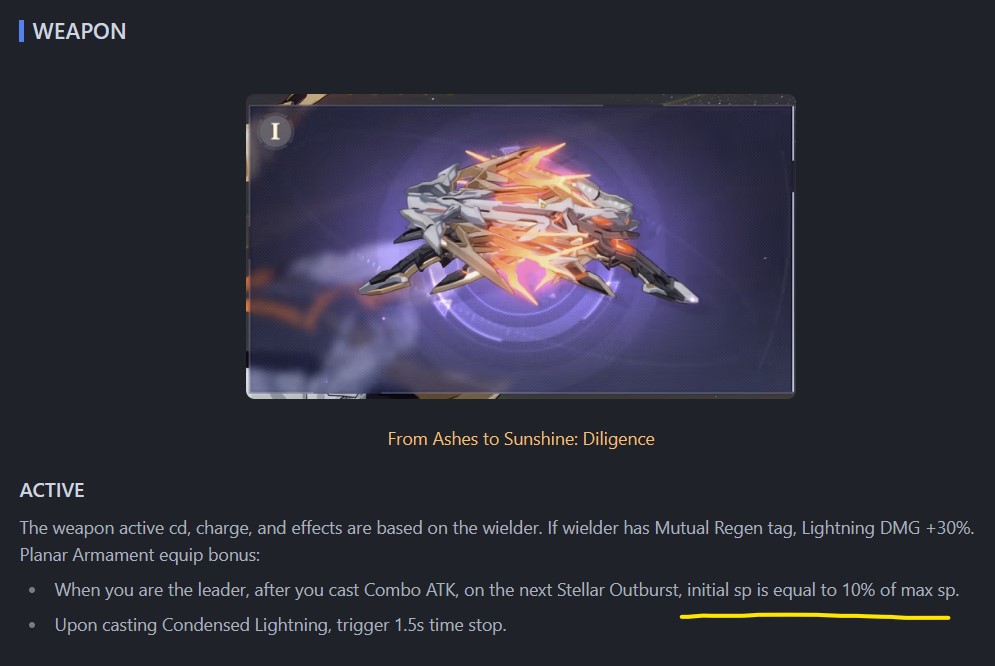 WEAPON
I
From Ashes to Sunshine: Diligence
ACTIVE
The weapon active cd, charge, and effects are based on the wielder. If wielder has Mutual Regen tag, Lightning DMG +30%.
Planar Armament equip bonus:
• When you are the leader, after you cast Combo ATK, on the next Stellar Outburst, initial sp is equal to 10% of max sp.
• Upon casting Condensed Lightning, trigger 1.5s time stop.